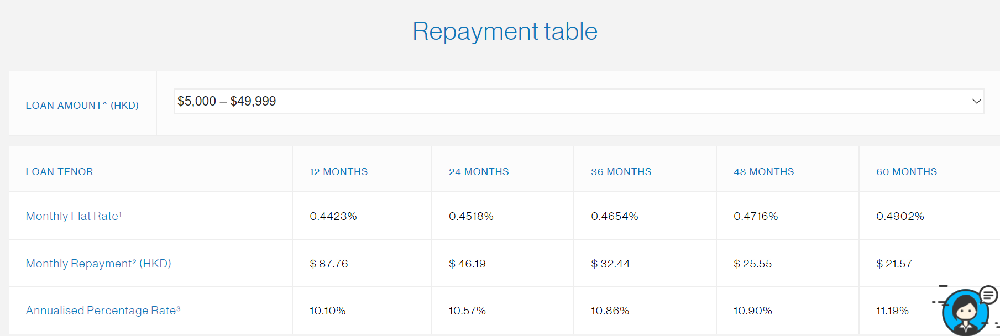 Repayment table
LOAN AMOUNT^ (HKD)
$5,000 – $49,999
LOAN TENOR 12 MONTHS 24 MONTHS 36 MONTHS 48 MONTHS 60 MONTHS
Monthly Flat Rate¹ 0.4423% 0.4518% 0.4654% 0.4716% 0.4902%
Monthly Repayment² (HKD) $ 87.76 $ 46.19 $ 32.44 $ 25.55 $ 21.57
Annualised Percentage Rate³ 10.10% 10.57% 10.86% 10.90% 11.19%